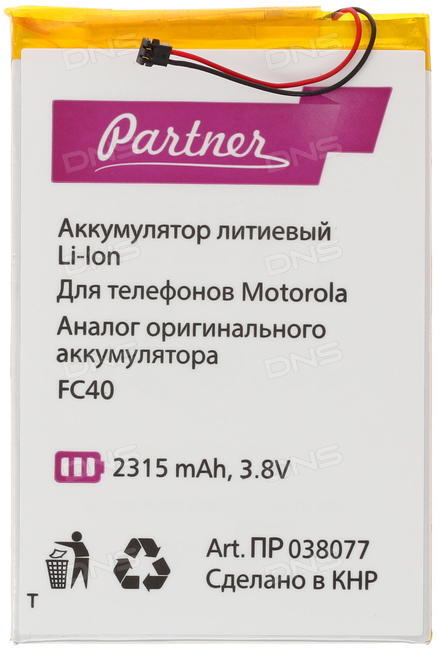 Partner
Аккумулятор литиевый
Li-Ion
Для телефонов Motorola
Аналог оригинального
аккумулятора
FC40
2315 mAh, 3.8V
Art. ПР 038077
Сделано в КНР
T
DNS